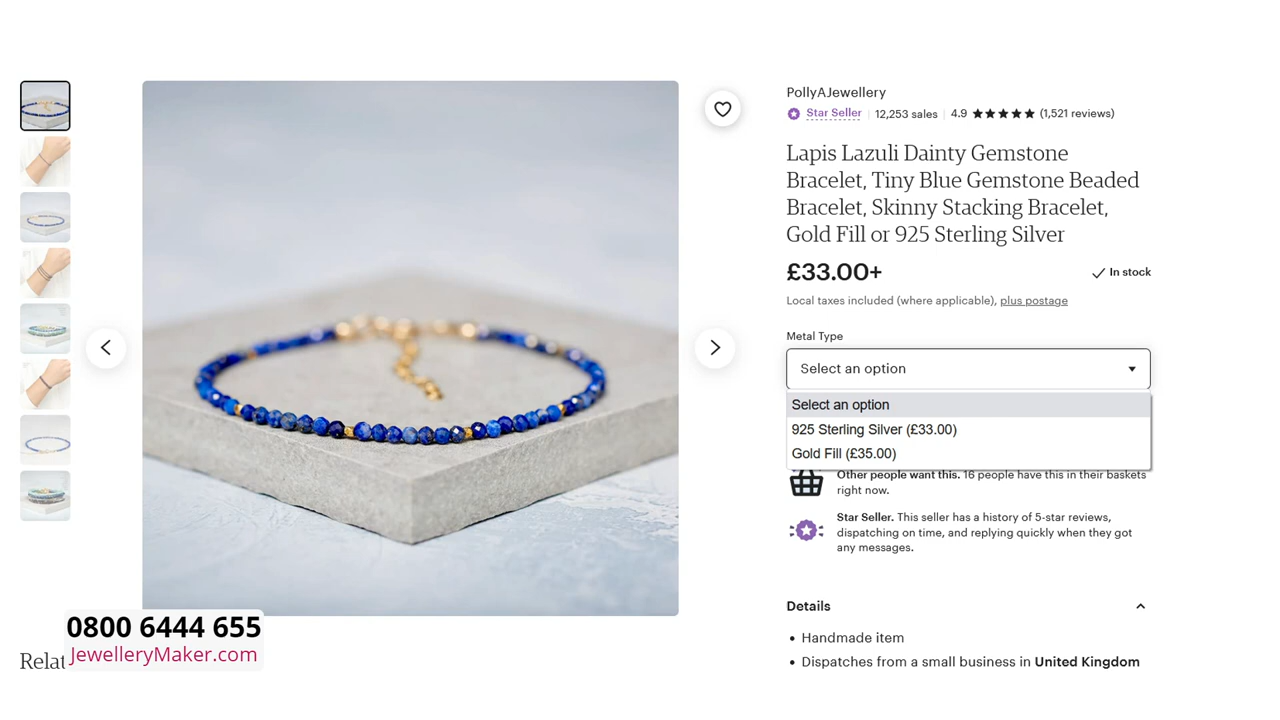 PollyAJewellery
Star Seller 12,253 sales 4.9 ★★★★★ (1,521 reviews)
Lapis Lazuli Dainty Gemstone
Bracelet, Tiny Blue Gemstone Beaded
Bracelet, Skinny Stacking Bracelet,
Gold Fill or 925 Sterling Silver
£33.00+
In stock
Local taxes included (where applicable), plus postage
Metal Type
Select an option
Select an option
925 Sterling Silver (£33.00)
Gold Fill (£35.00)
Other people want this. 16 people have this in their baskets
right now.
Star Seller. This seller has a history of 5-star reviews,
dispatching on time, and replying quickly when they got
any messages.
Details
• Handmade item
• Dispatches from a small business in United Kingdom
0800 6444 655
JewelleryMaker.com